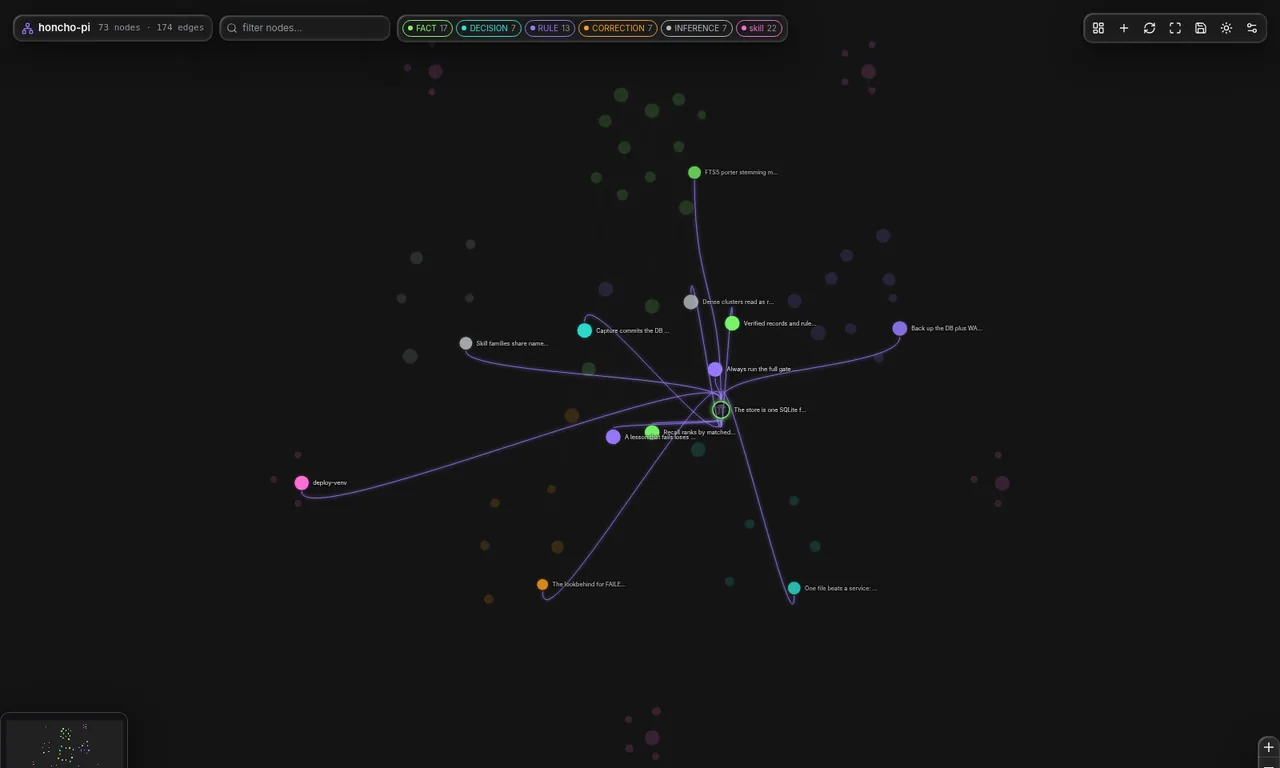 honcho-pi 73 nodes · 174 edges
filter nodes...
FACT 17
DECISION 7
RULE 13
CORRECTION 7
INFERENCE 7
skill 22
FTS5 porter stemming m...
Dense clusters read as r...
Verified records and rule...
Capture commits the DB ...
Back up the DB plus WA...
Skill families share name...
Always run the full gate...
The store is one SQLite f...
Recall ranks by matched...
A lesson that fails loses ...
deploy-venv
The lookbehind for FAILE...
One file beats a service: ...